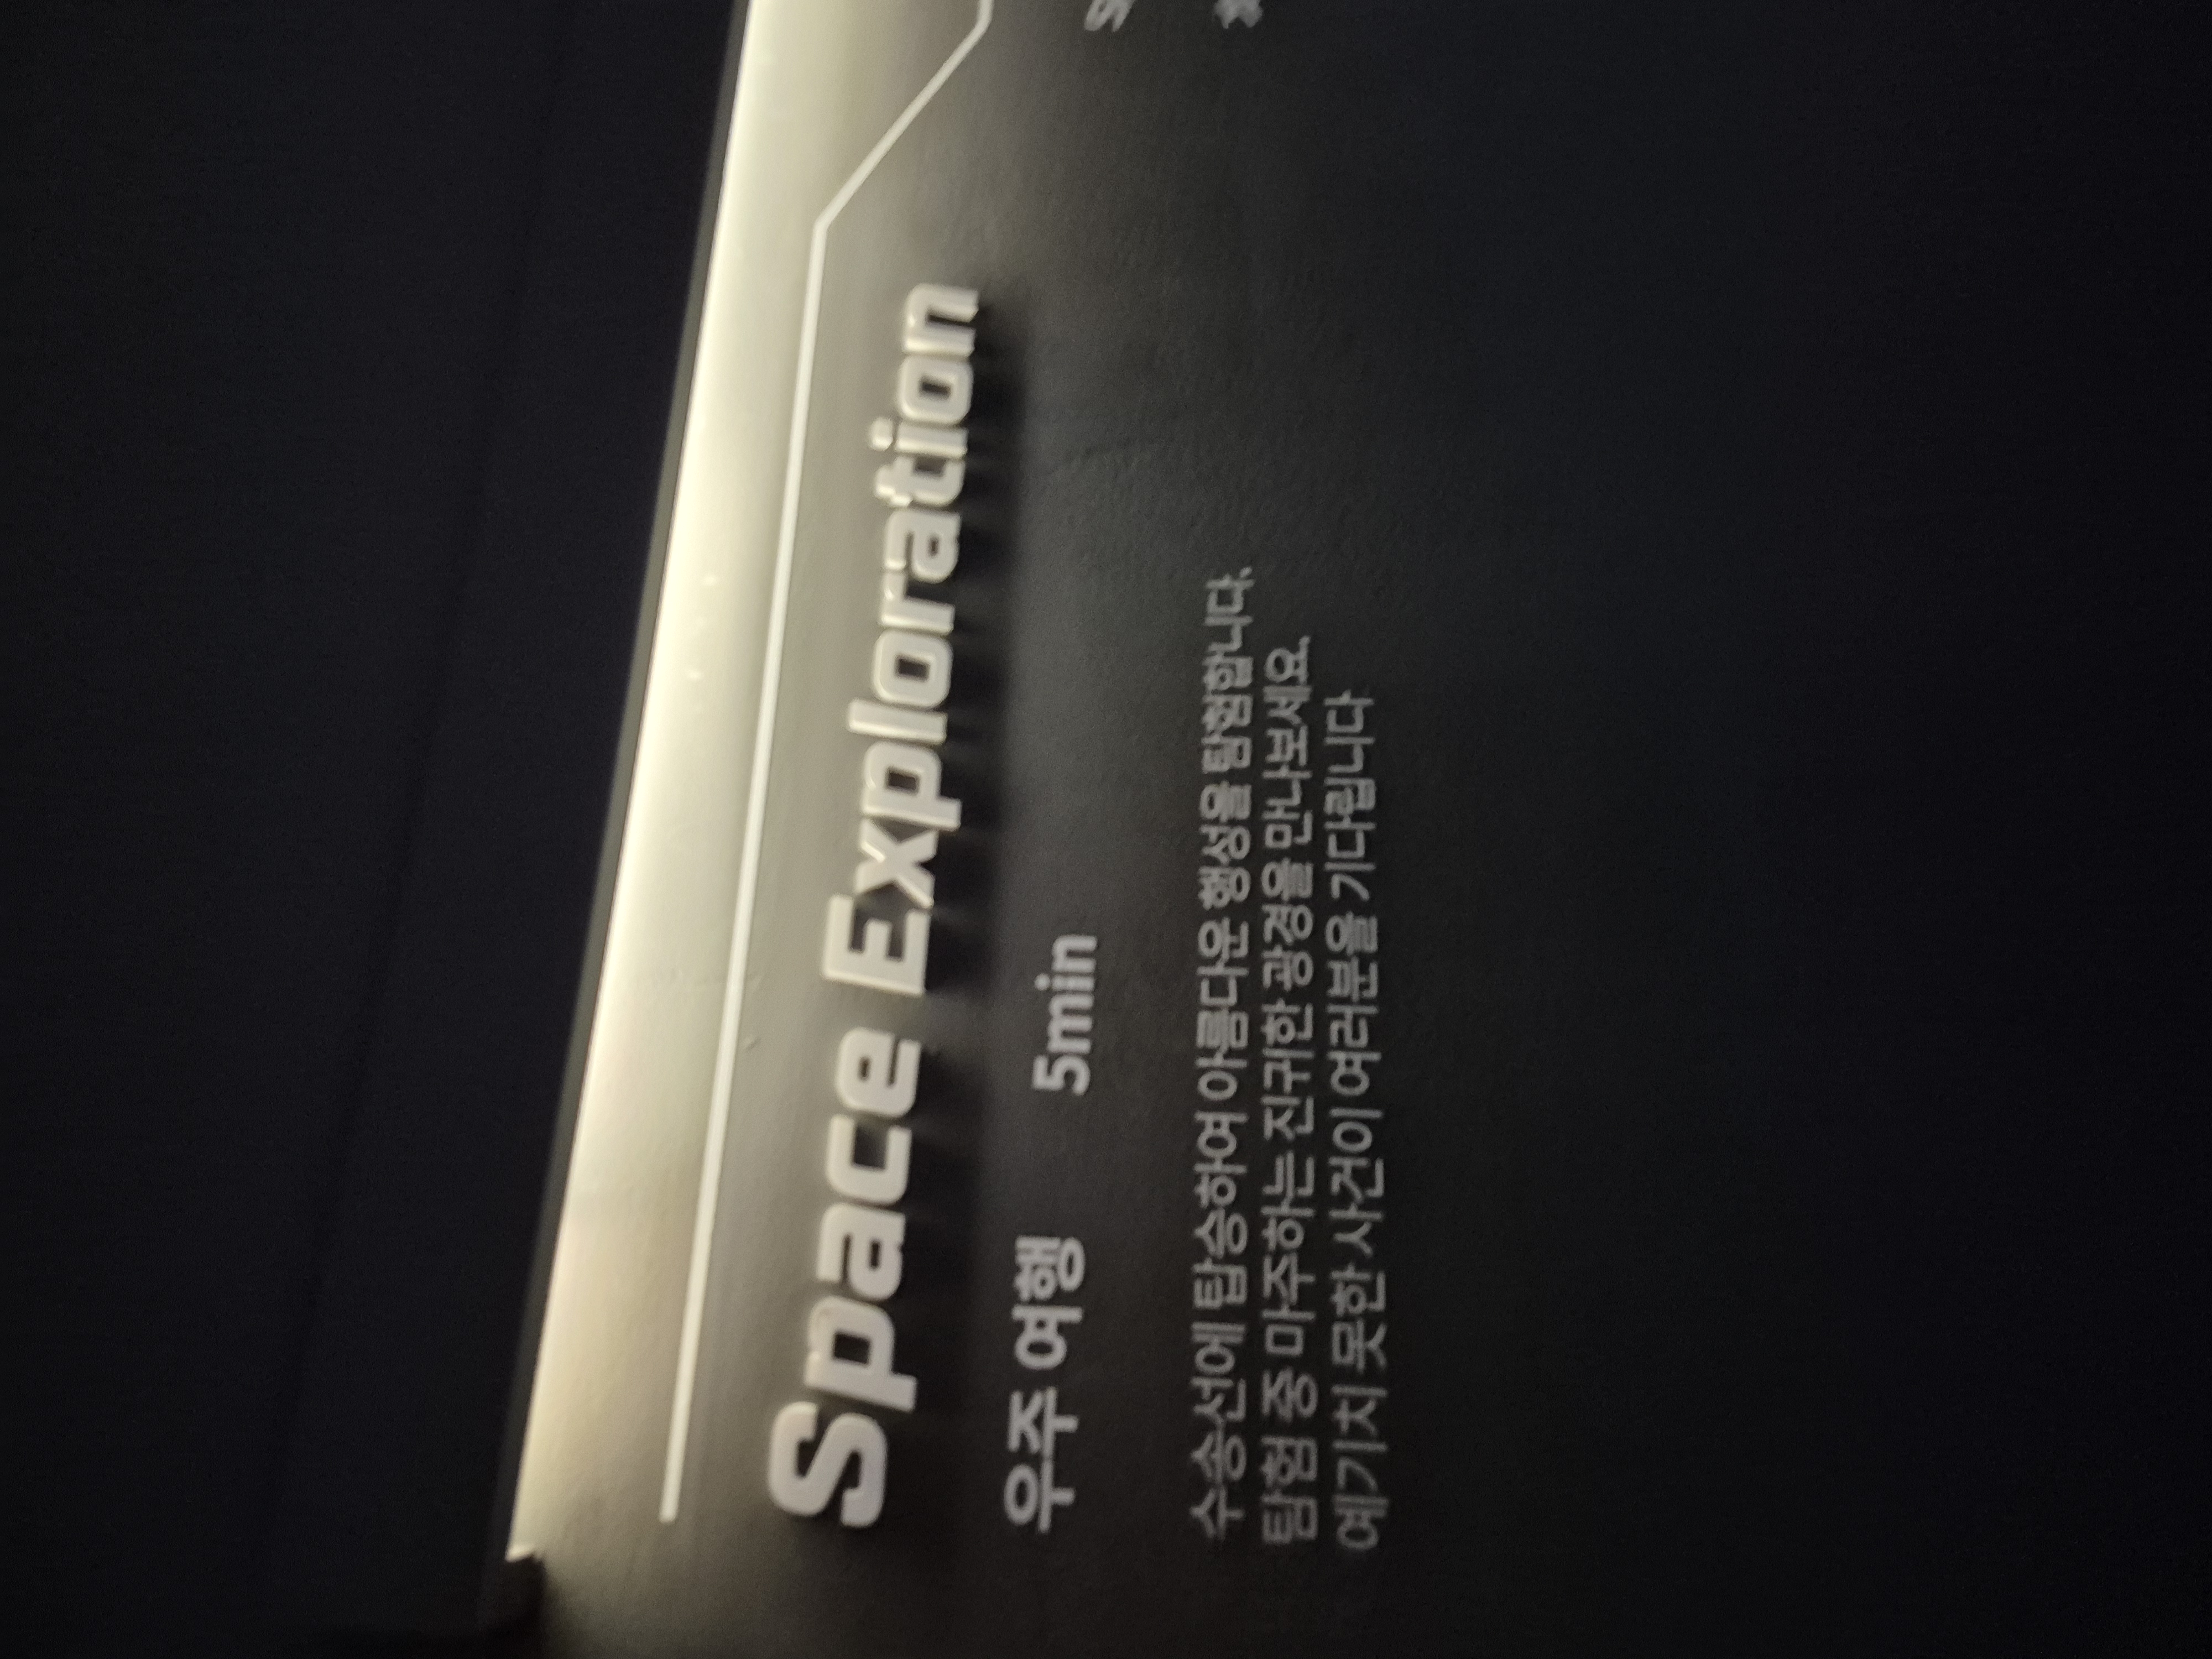 Space Exploration
우주 여행 5min
수송선에 탑승하여 아름다운 행성을 탐험합니다.
탐험 중 마주하는 진귀한 광경을 만나보세요.
예기치 못한 사건이 여러분을 기다립니다